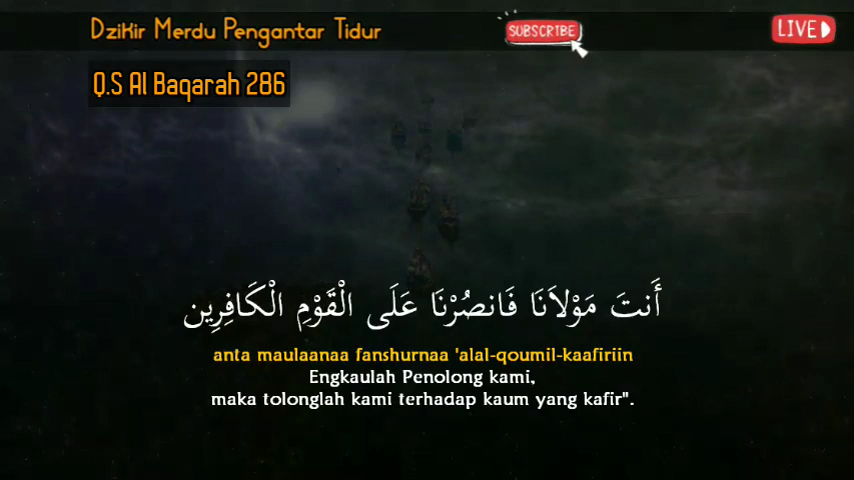 Dzikir Merdu Pengantar Tidur
SUBSCRIBE
LIVE
Q.S Al Baqarah 286
أَنتَ مَوْلاَنَا فَانصُرْنَا عَلَى الْقَوْمِ الْكَافِرِين
anta maulaanaa fanshurnaa 'alal-qoumil-kaafiriin
Engkaulah Penolong kami,
maka tolonglah kami terhadap kaum yang kafir".